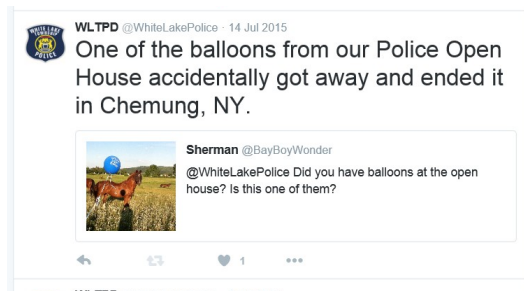 WLTPD @WhiteLakePolice · 14 Jul 2015
One of the balloons from our Police Open
House accidentally got away and ended it
in Chemung, NY.
Sherman @BayBoyWonder
@WhiteLakePolice Did you have balloons at the open
house? Is this one of them?
1